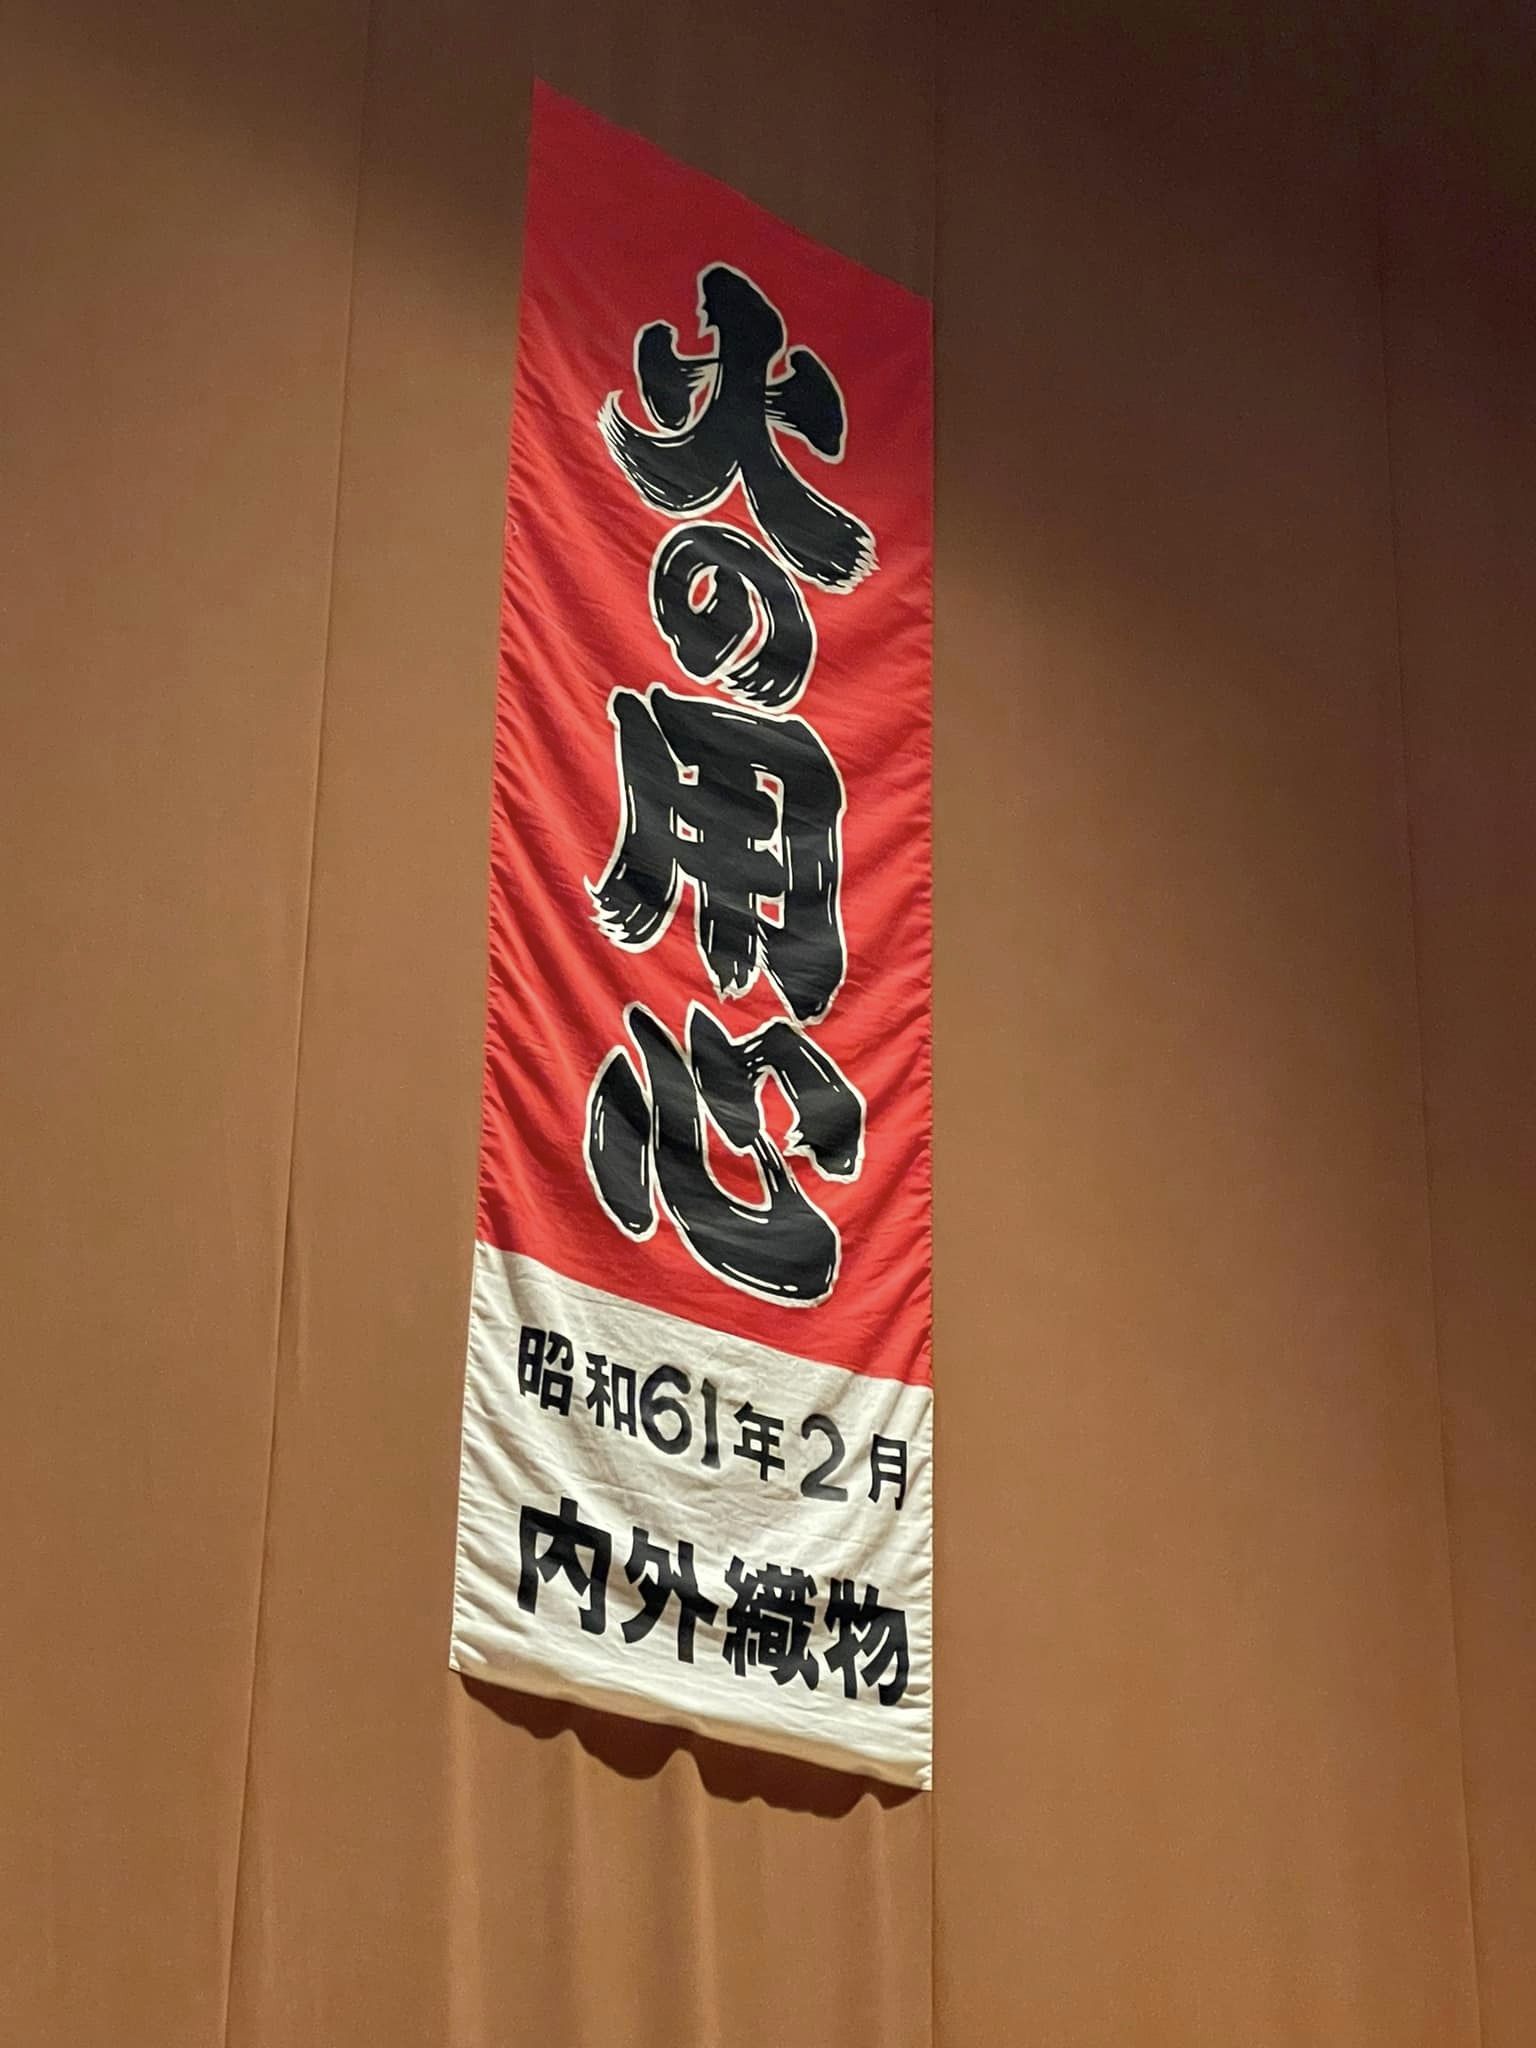 火の用心
昭和61年2月
内外織物